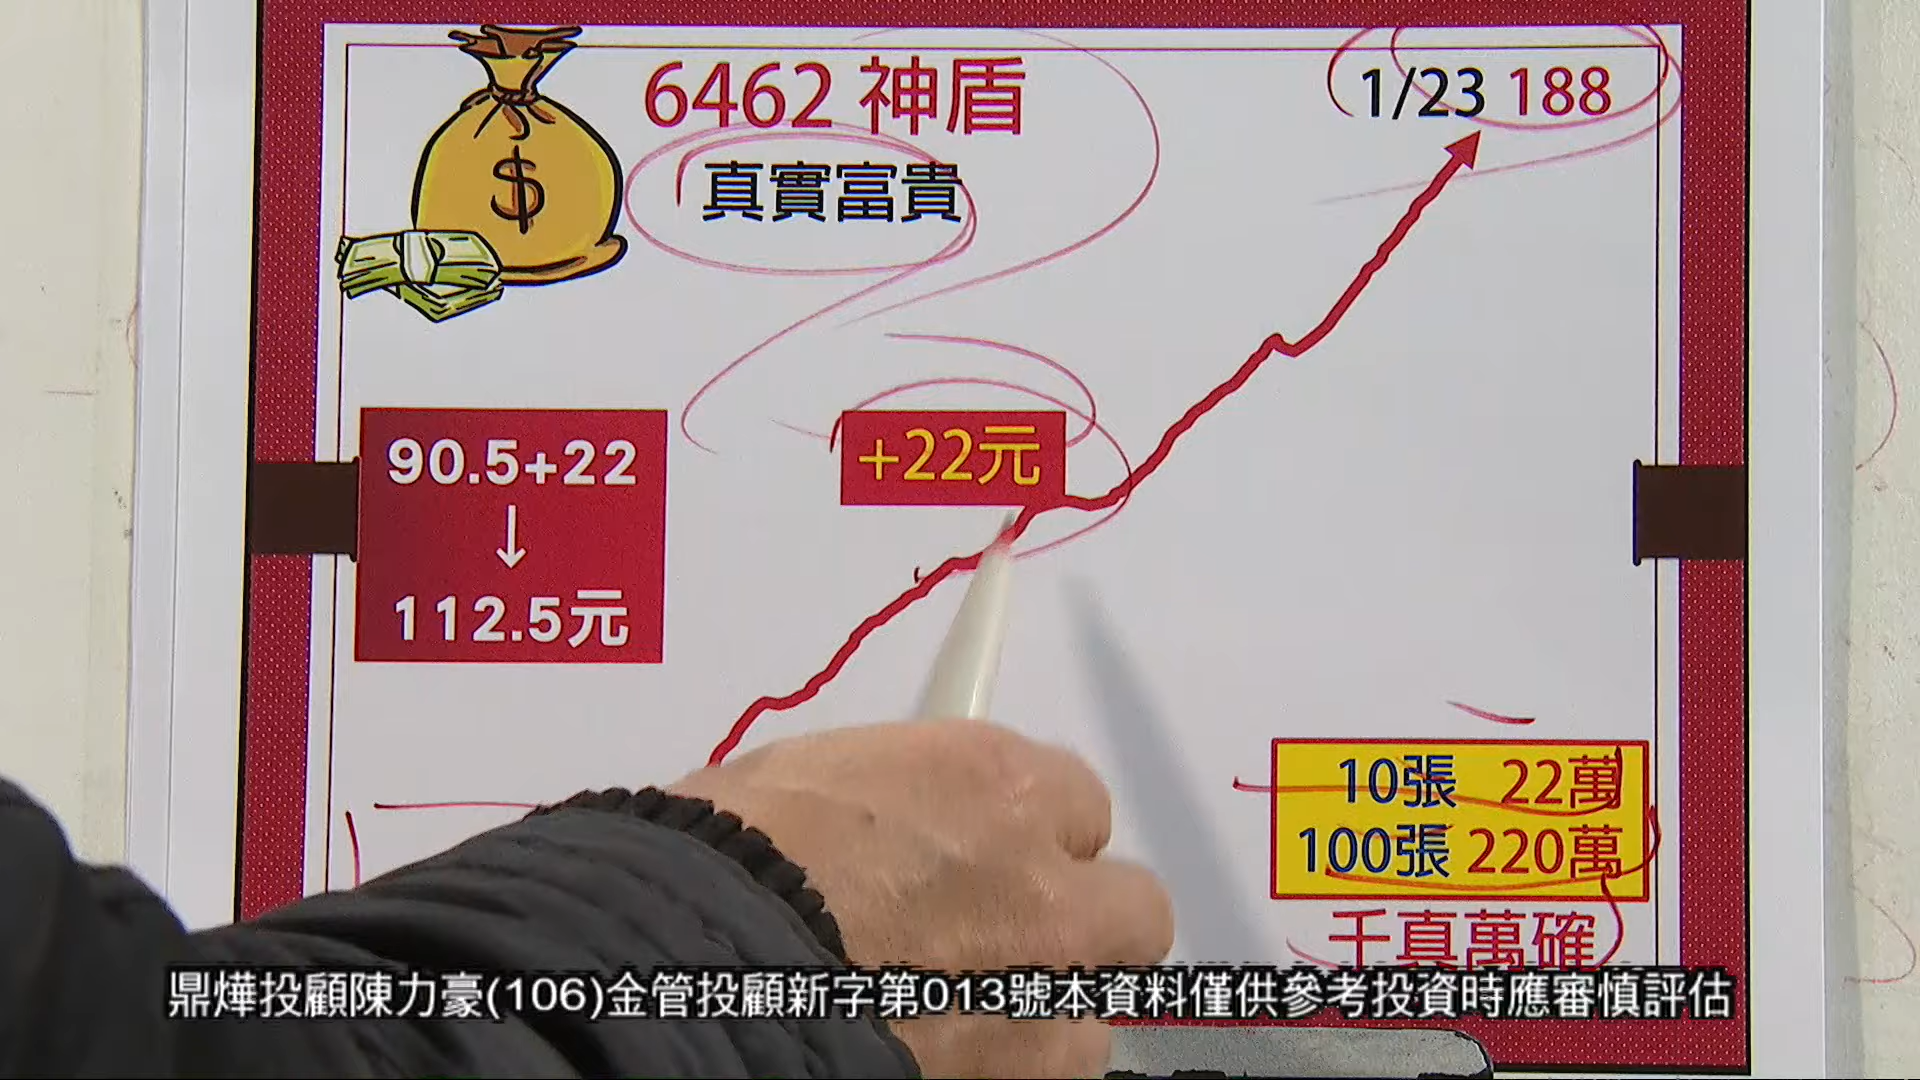 6462 神盾
1/23 188
真實富貴
$
90.5+22
↓
112.5元
+22元
10張 22萬
100張 220萬
千真萬確
鼎燁投顧陳力豪(106)金管投顧新字第013號本資料僅供參考投資時應審慎評估